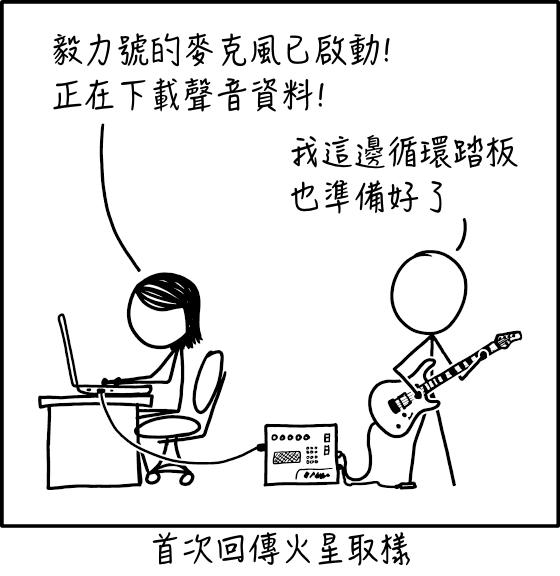 毅力號的麥克風已啟動!
正在下載聲音資料!
我這邊循環踏板
也準備好了
首次回傳火星取樣